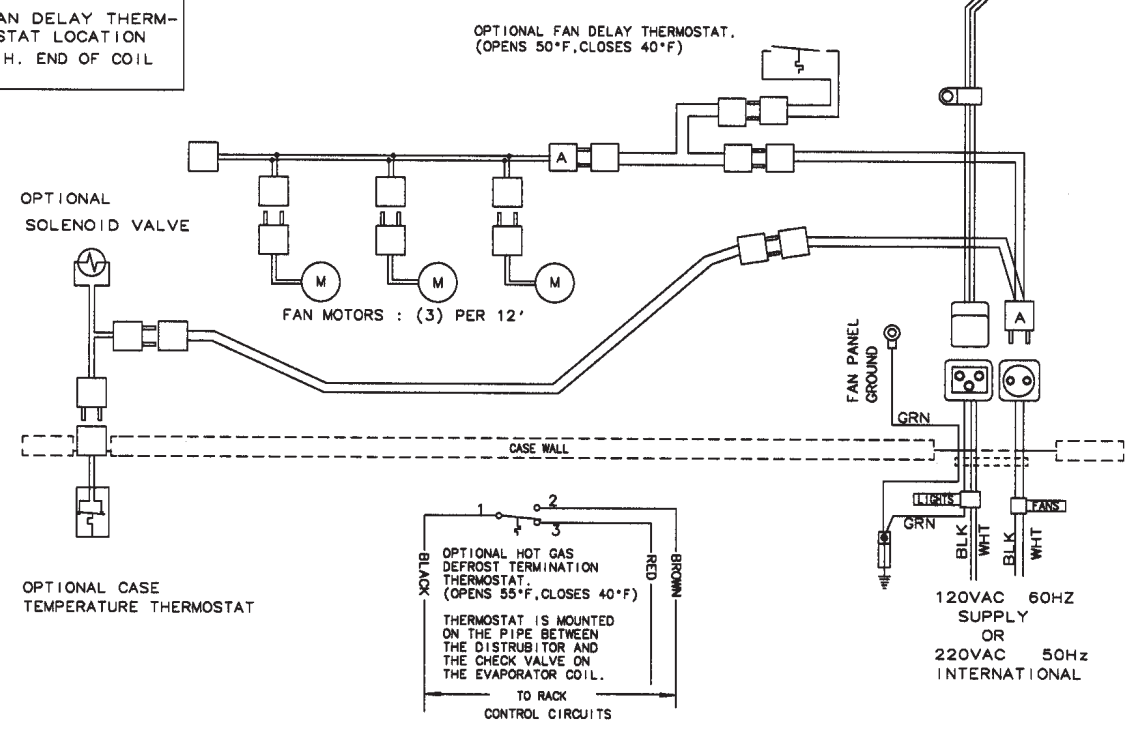 AN DELAY THERM-
STAT LOCATION
H. END OF COIL
OPTIONAL FAN DELAY THERMOSTAT.
(OPENS 50°F,CLOSES 40°F)
A
OPTIONAL
SOLENOID VALVE
M
M
M
FAN MOTORS : (3) PER 12'
A
FAN PANEL
GROUND
GRN
CASE WALL
LIGHTS
FANS
GRN
BLK
WHT
BLK
WHT
1
2
3
BLACK
RED
BROWN
OPTIONAL HOT GAS
DEFROST TERMINATION
THERMOSTAT.
(OPENS 55°F,CLOSES 40°F)
THERMOSTAT IS MOUNTED
ON THE PIPE BETWEEN
THE DISTRUBITOR AND
THE CHECK VALVE ON
THE EVAPORATOR COIL.
TO RACK
CONTROL CIRCUITS
OPTIONAL CASE
TEMPERATURE THERMOSTAT
120VAC 60HZ
SUPPLY
OR
220VAC 50Hz
INTERNATIONAL